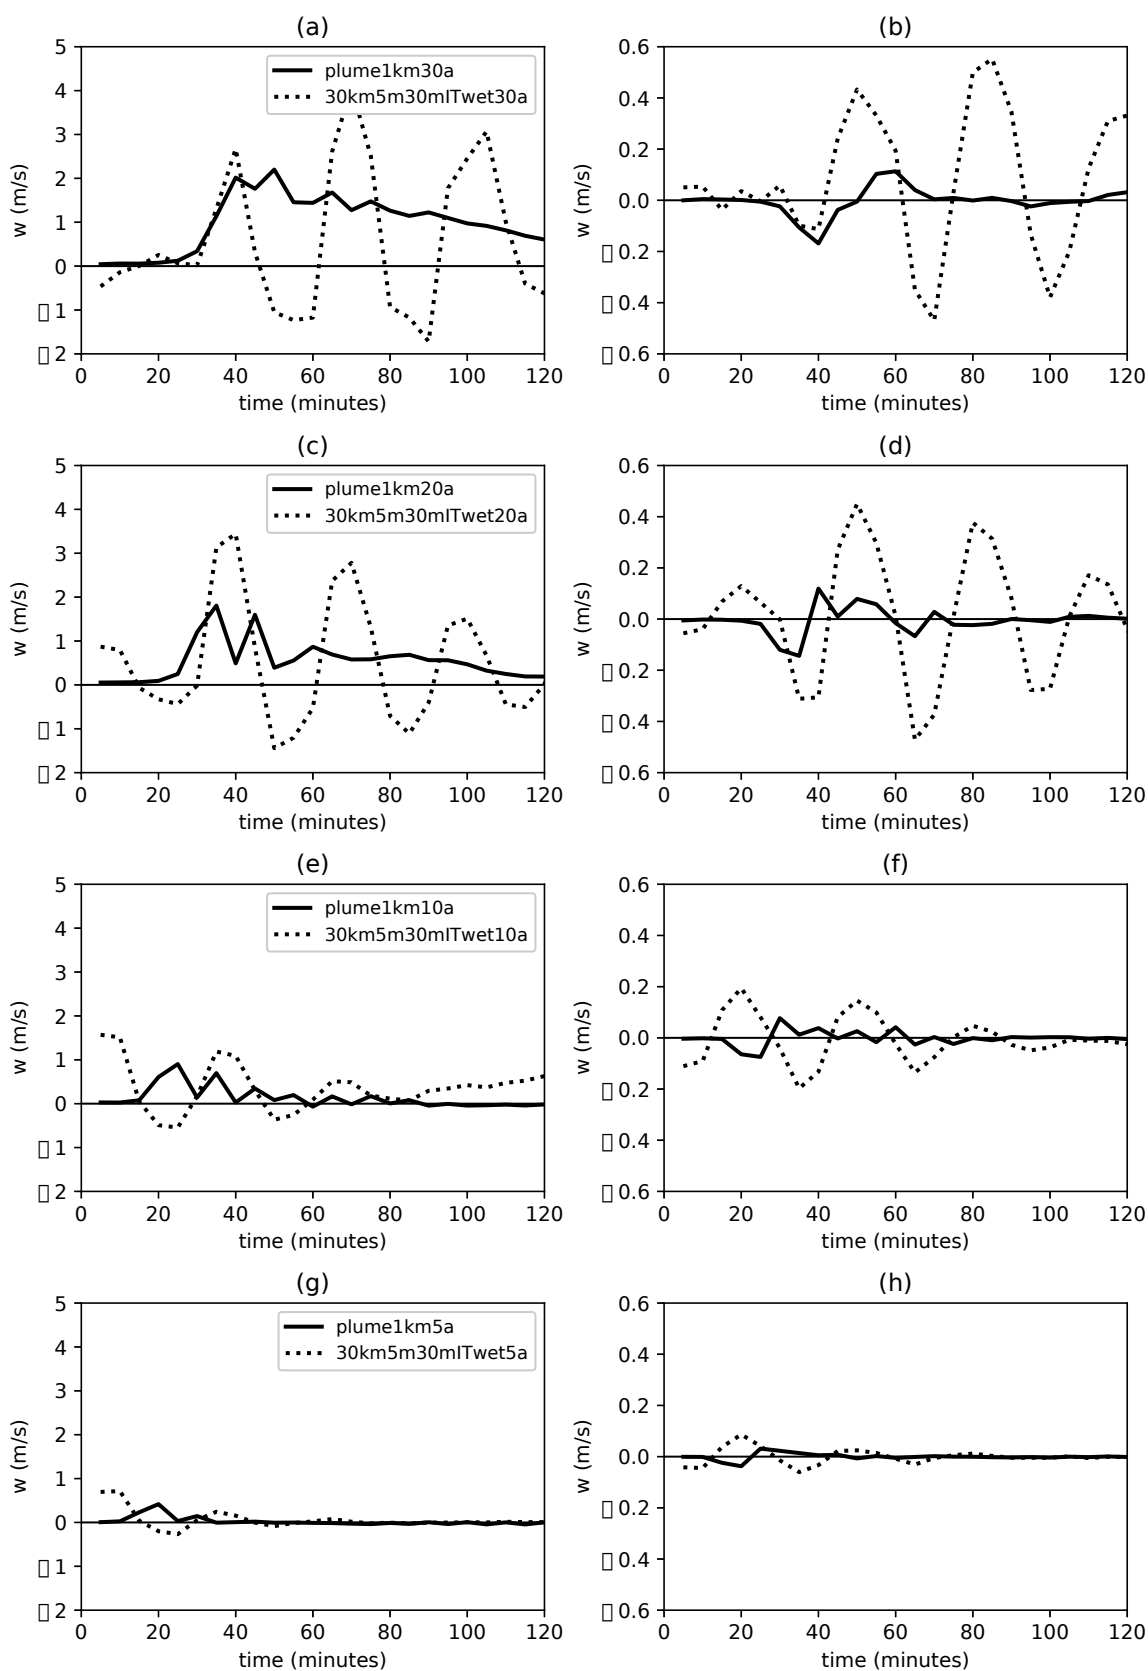 (a)
5
4
3
2
1
0
▯1
▯2
w (m/s)
plume1km30a
30km5m30mITwet30a
0 20 40 60 80 100 120
time (minutes)
(b)
0.6
0.4
0.2
0.0
▯0.2
▯0.4
▯0.6
w (m/s)
0 20 40 60 80 100 120
time (minutes)
(c)
5
4
3
2
1
0
▯1
▯2
w (m/s)
plume1km20a
30km5m30mITwet20a
0 20 40 60 80 100 120
time (minutes)
(d)
0.6
0.4
0.2
0.0
▯0.2
▯0.4
▯0.6
w (m/s)
0 20 40 60 80 100 120
time (minutes)
(e)
5
4
3
2
1
0
▯1
▯2
w (m/s)
plume1km10a
30km5m30mITwet10a
0 20 40 60 80 100 120
time (minutes)
(f)
0.6
0.4
0.2
0.0
▯0.2
▯0.4
▯0.6
w (m/s)
0 20 40 60 80 100 120
time (minutes)
(g)
5
4
3
2
1
0
▯1
▯2
w (m/s)
plume1km5a
30km5m30mITwet5a
0 20 40 60 80 100 120
time (minutes)
(h)
0.6
0.4
0.2
0.0
▯0.2
▯0.4
▯0.6
w (m/s)
0 20 40 60 80 100 120
time (minutes)